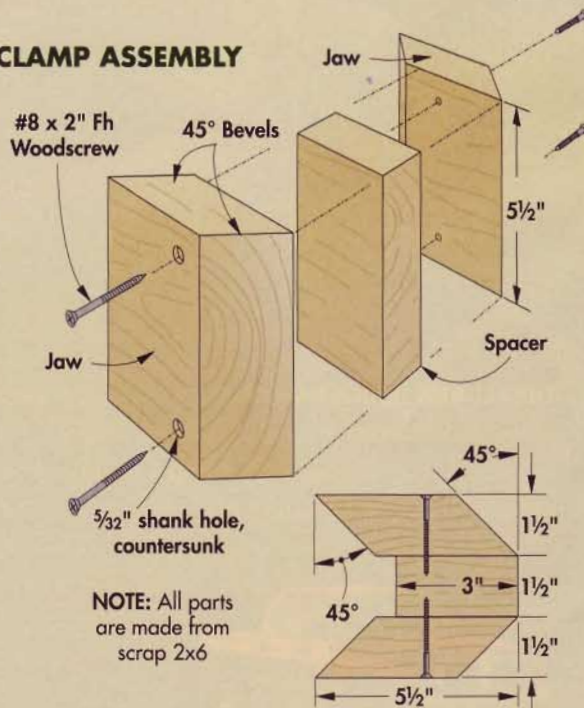 CLAMP ASSEMBLY
Jaw
#8 x 2" Fh
Woodscrew
45° Bevels
5½"
Jaw
Spacer
5/32" shank hole,
countersunk
NOTE: All parts
are made from
scrap 2x6
45°
1½"
3"
1½"
45°
1½"
5½"